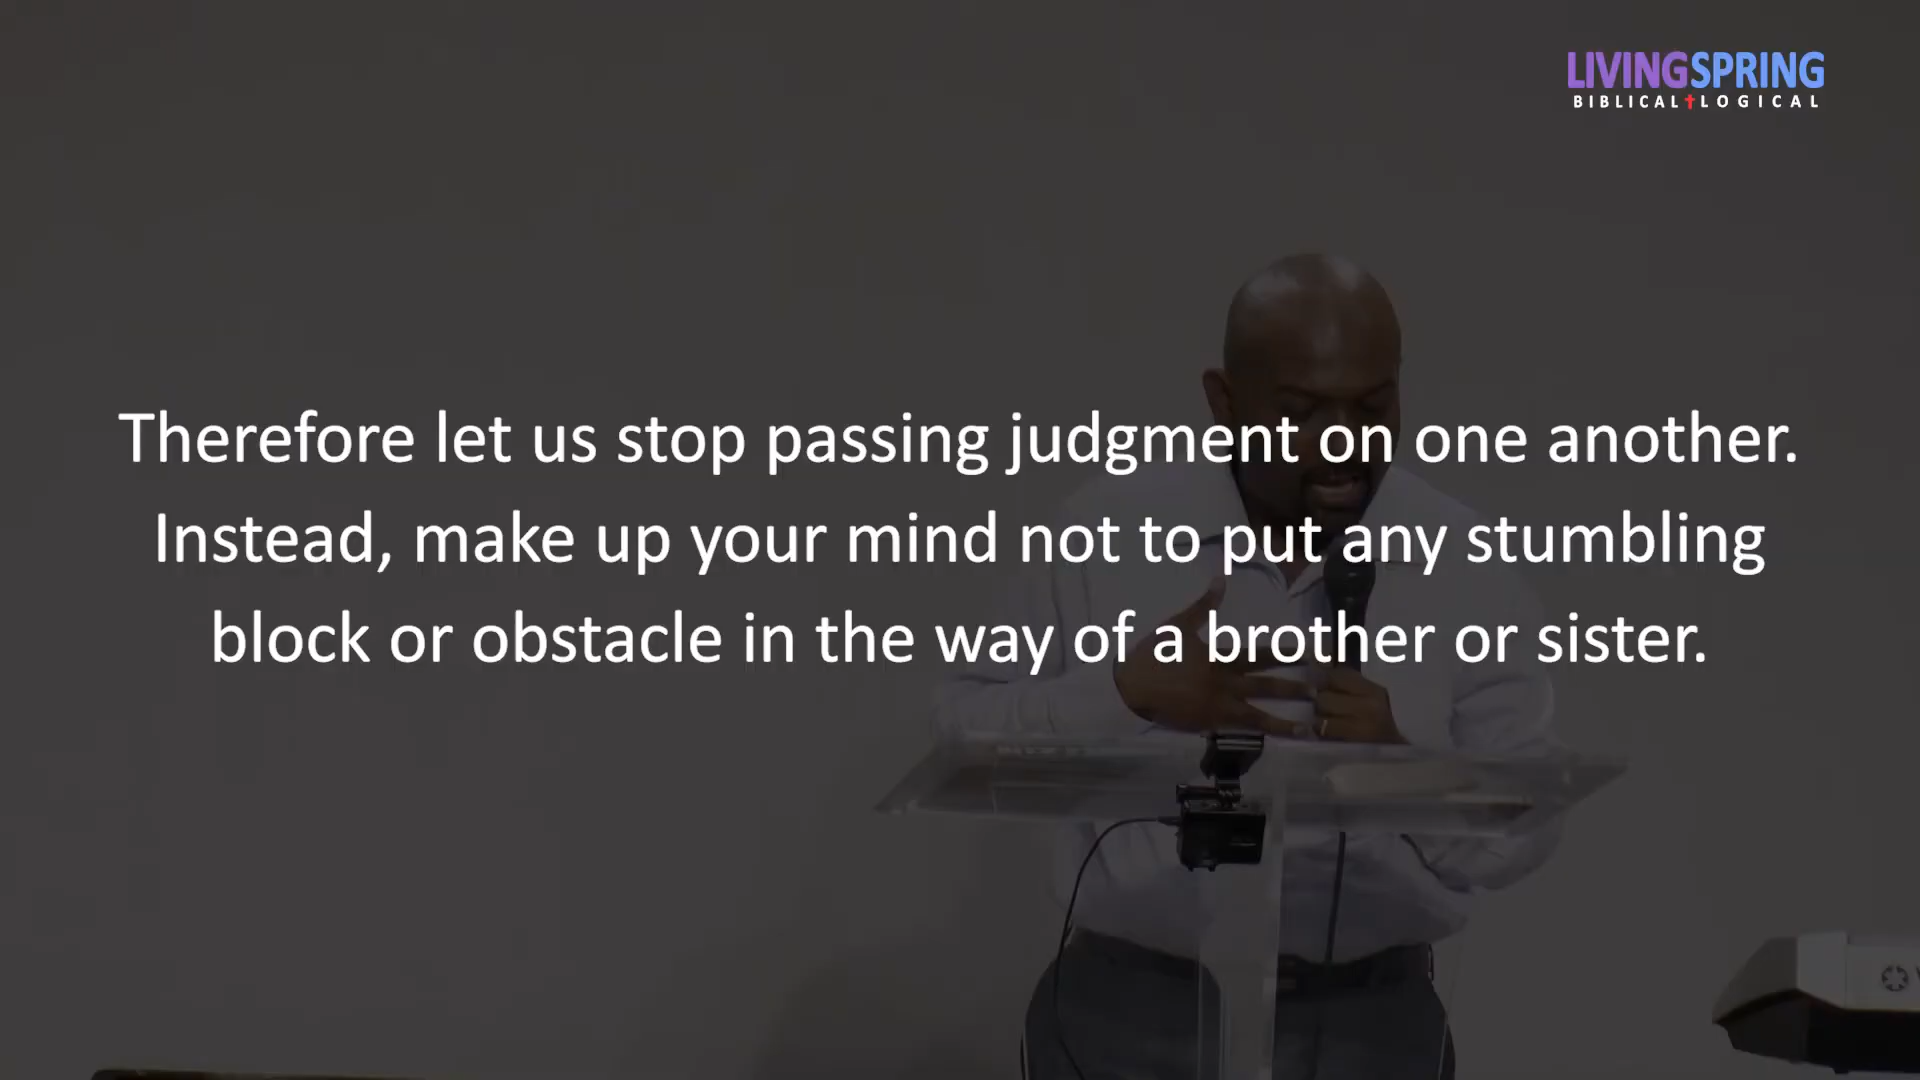 LIVINGSPRING
BIBLICAL†LOGICAL
Therefore let us stop passing judgment on one another.
Instead, make up your mind not to put any stumbling
block or obstacle in the way of a brother or sister.